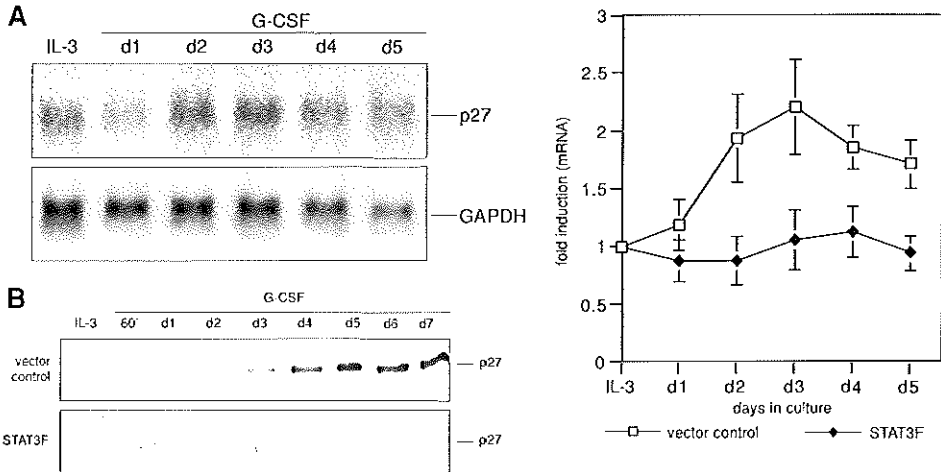 A
G-CSF
IL-3 d1 d2 d3 d4 d5
p27
GAPDH
B
G-CSF
IL-3 60' d1 d2 d3 d4 d5 d6 d7
vector
control
p27
STAT3F
p27
3
2.5
2
1.5
1
0.5
0
fold induction (mRNA)
IL-3 d1 d2 d3 d4 d5
days in culture
vector control STAT3F